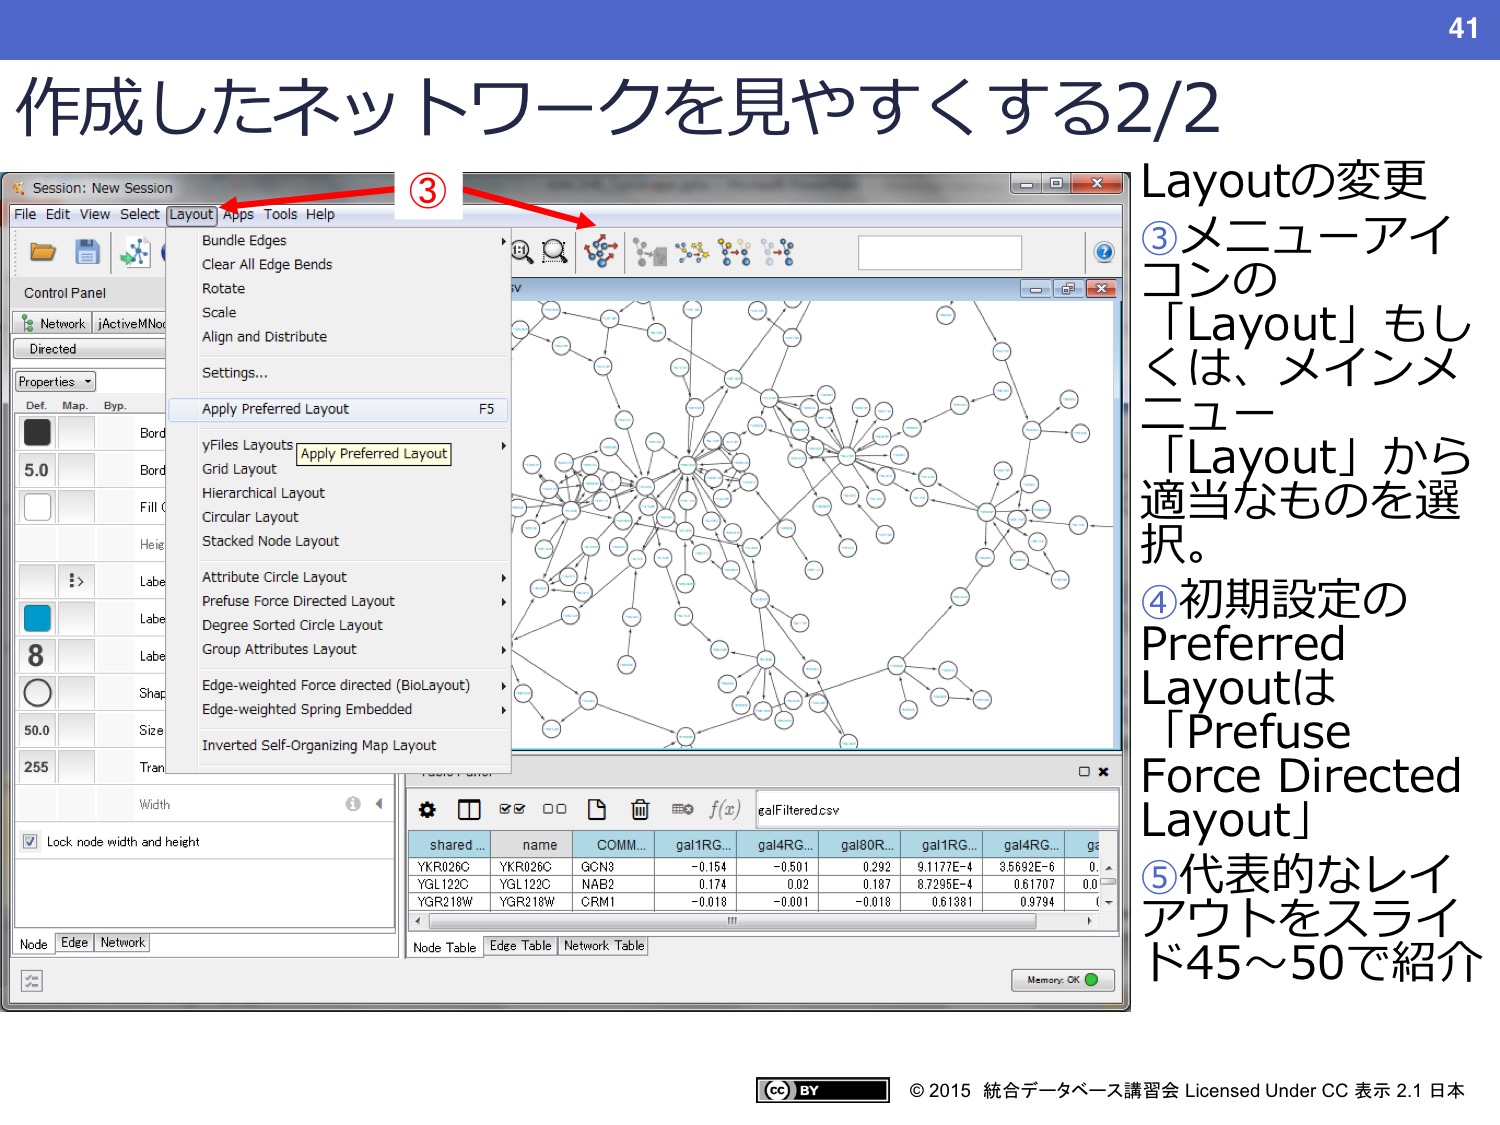 41
作成したネットワークを見やすくする2/2
Session: New Session
③
File Edit View Select Layout Apps Tools Help
Bundle Edges
Clear All Edge Bends
Rotate
Scale
Align and Distribute
Settings...
Apply Preferred Layout F5
yFiles Layouts
Apply Preferred Layout
Grid Layout
Hierarchical Layout
Circular Layout
Stacked Node Layout
Attribute Circle Layout
Prefuse Force Directed Layout
Degree Sorted Circle Layout
Group Attributes Layout
Edge-weighted Force directed (BioLayout)
Edge-weighted Spring Embedded
Inverted Self-Organizing Map Layout
Control Panel
Network jActiveMNo
Directed
Properties
Def. Map. Byp.
Bord
5.0 Bord
Fill
Heig
Labe
Labe
8 Labe
Shap
50.0 Size
255 Tran
Width
Lock node width and height
Node Edge Network
1:1
f(x) galFiltered.csv
shared ... name COMM... gal1RG... gal4RG... gal80R... gal1RG... gal4RG... ga
YKR026C YKR026C GCN3 -0.154 -0.501 0.292 9.1177E-4 3.5692E-6 0.
YGL122C YGL122C NAB2 0.174 0.02 0.187 8.7295E-4 0.61707 0.0
YGR218W YGR218W CRM1 -0.018 -0.001 -0.018 0.61381 0.9794
Node Table Edge Table Network Table
Memory: OK
Layoutの変更
③メニューアイ
コンの
「Layout」もし
くは、メインメ
ニュー
「Layout」から
適当なものを選
択。
④初期設定の
Preferred
Layoutは
「Prefuse
Force Directed
Layout」
⑤代表的なレイ
アウトをスライ
ド45～50で紹介
cc BY
© 2015 統合データベース講習会 Licensed Under CC 表示 2.1 日本